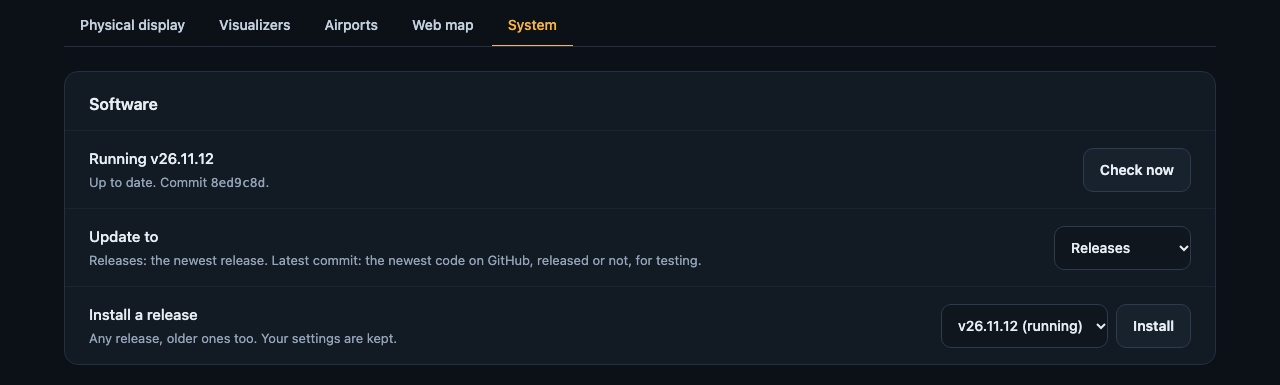 Physical display Visualizers Airports Web map System
Software
Running v26.11.12
Up to date. Commit 8ed9c8d.
Check now
Update to
Releases: the newest release. Latest commit: the newest code on GitHub, released or not, for testing.
Releases
Install a release
Any release, older ones too. Your settings are kept.
v26.11.12 (running) Install